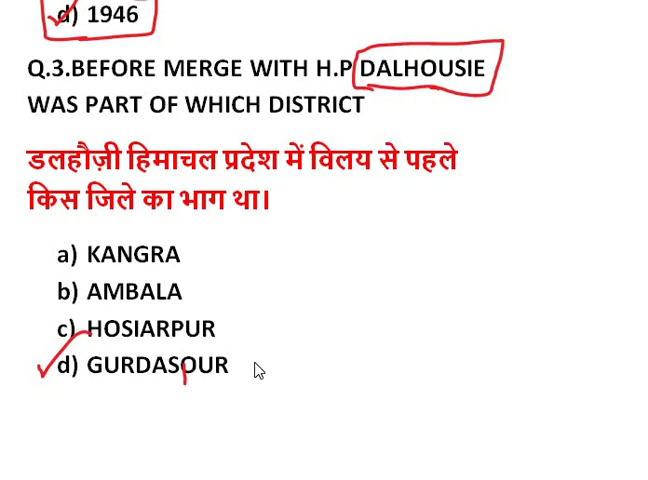 d) 1946
Q.3.BEFORE MERGE WITH H.P DALHOUSIE
WAS PART OF WHICH DISTRICT
डलहौज़ी हिमाचल प्रदेश में विलय से पहले
किस जिले का भाग था।
a) KANGRA
b) AMBALA
c) HOSIARPUR
d) GURDASOUR